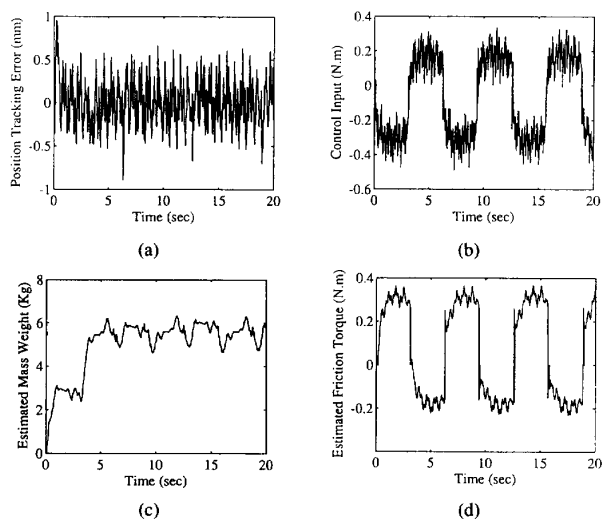 Position Tracking Error (mm)
1
0.5
0
-0.5
-1
0 5 10 15 20
Time (sec)
(a)
Control Input (N.m)
0.4
0.2
0
-0.2
-0.4
-0.6
0 5 10 15 20
Time (sec)
(b)
Estimated Mass Weight (Kg)
8
6
4
2
0
0 5 10 15 20
Time (sec)
(c)
Estimated Friction Torque (N.m)
0.4
0.2
0
-0.2
0 5 10 15 20
Time (sec)
(d)